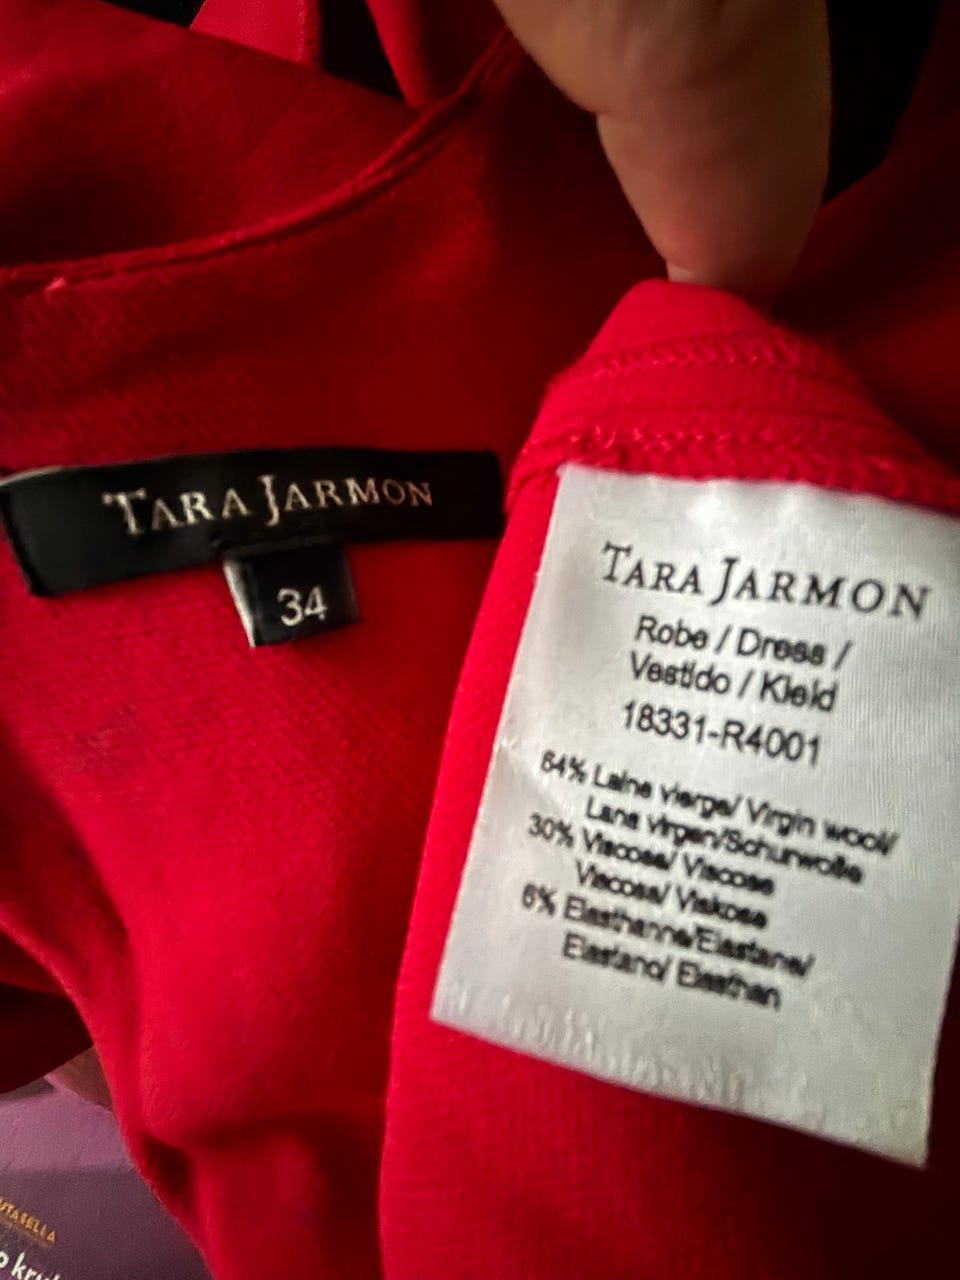 TARA JARMON
34
TARA JARMON
Robe / Dress /
Vestido / Kleid
18331-R4001
64% Laine vierge/ Virgin wool/
Lana virgen/Schurwolle
30% Viscose/ Viscose
Viscosa/ Viskose
6% Elasthanne/Elastane/
Elastano/ Elasthan